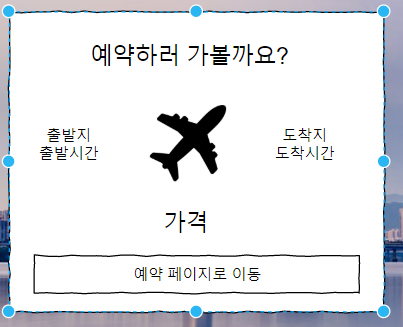 예약하러 가볼까요?
출발지
출발시간
도착지
도착시간
가격
예약 페이지로 이동